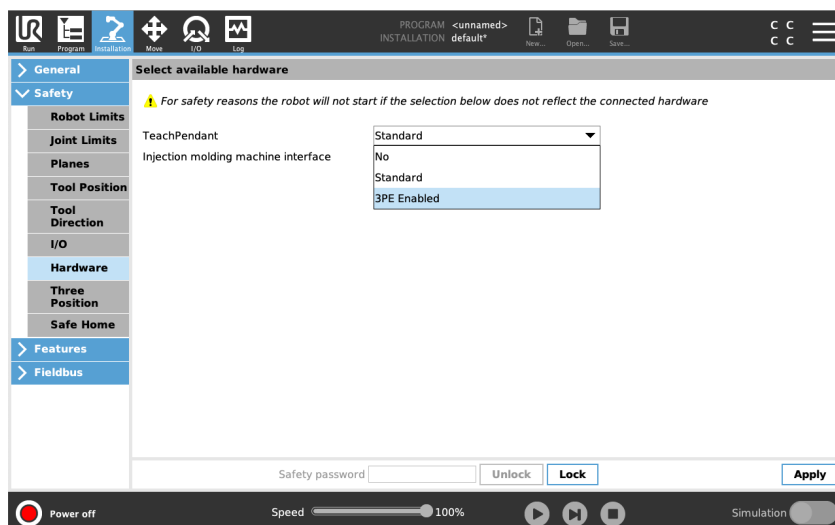 PROGRAM <unnamed>
INSTALLATION default*
Run Program Installation Move I/O Log New... Open... Save...
C C
C C
General
Select available hardware
Safety
For safety reasons the robot will not start if the selection below does not reflect the connected hardware
Robot Limits
TeachPendant Standard
Joint Limits
Injection molding machine interface No
Planes
Standard
Tool Position
3PE Enabled
Tool
Direction
I/O
Hardware
Three
Position
Safe Home
Features
Fieldbus
Safety password Unlock Lock Apply
Power off Speed 100% Simulation